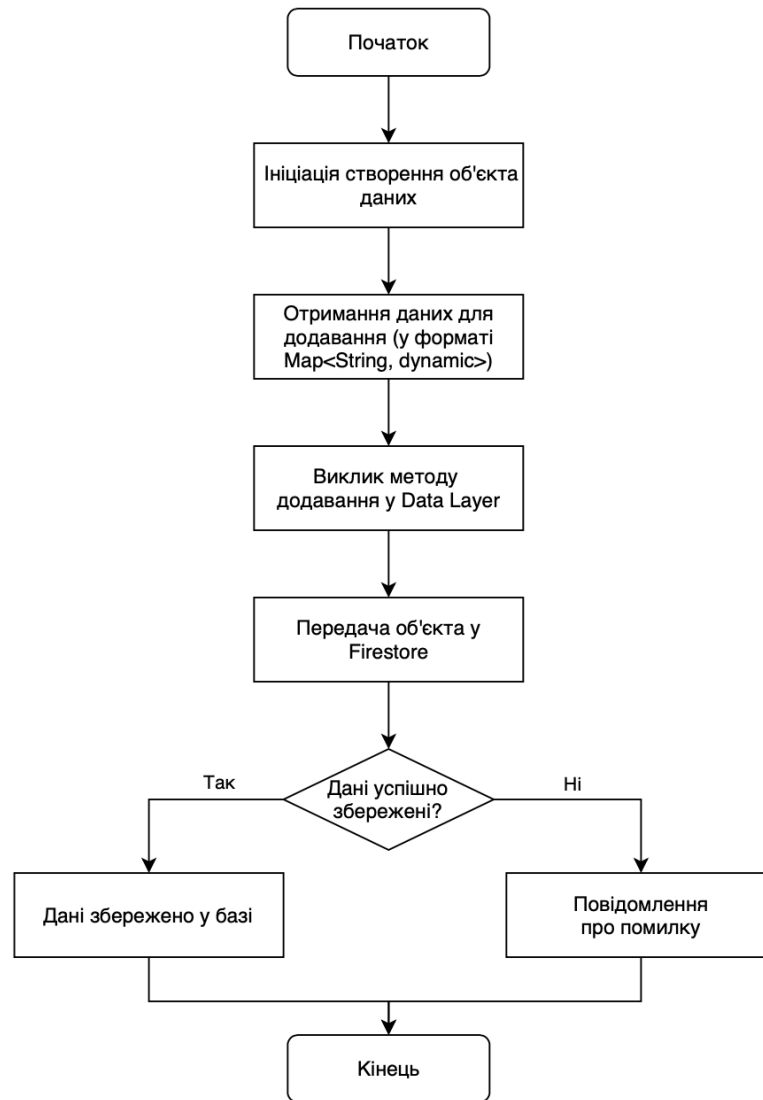 Початок
Ініціація створення об'єкта
даних
Отримання даних для
додавання (у форматі
Map<String, dynamic>)
Виклик методу
додавання у Data Layer
Передача об'єкта у
Firestore
Дані успішно
збережені?
Так
Ні
Дані збережено у базі
Повідомлення
про помилку
Кінець